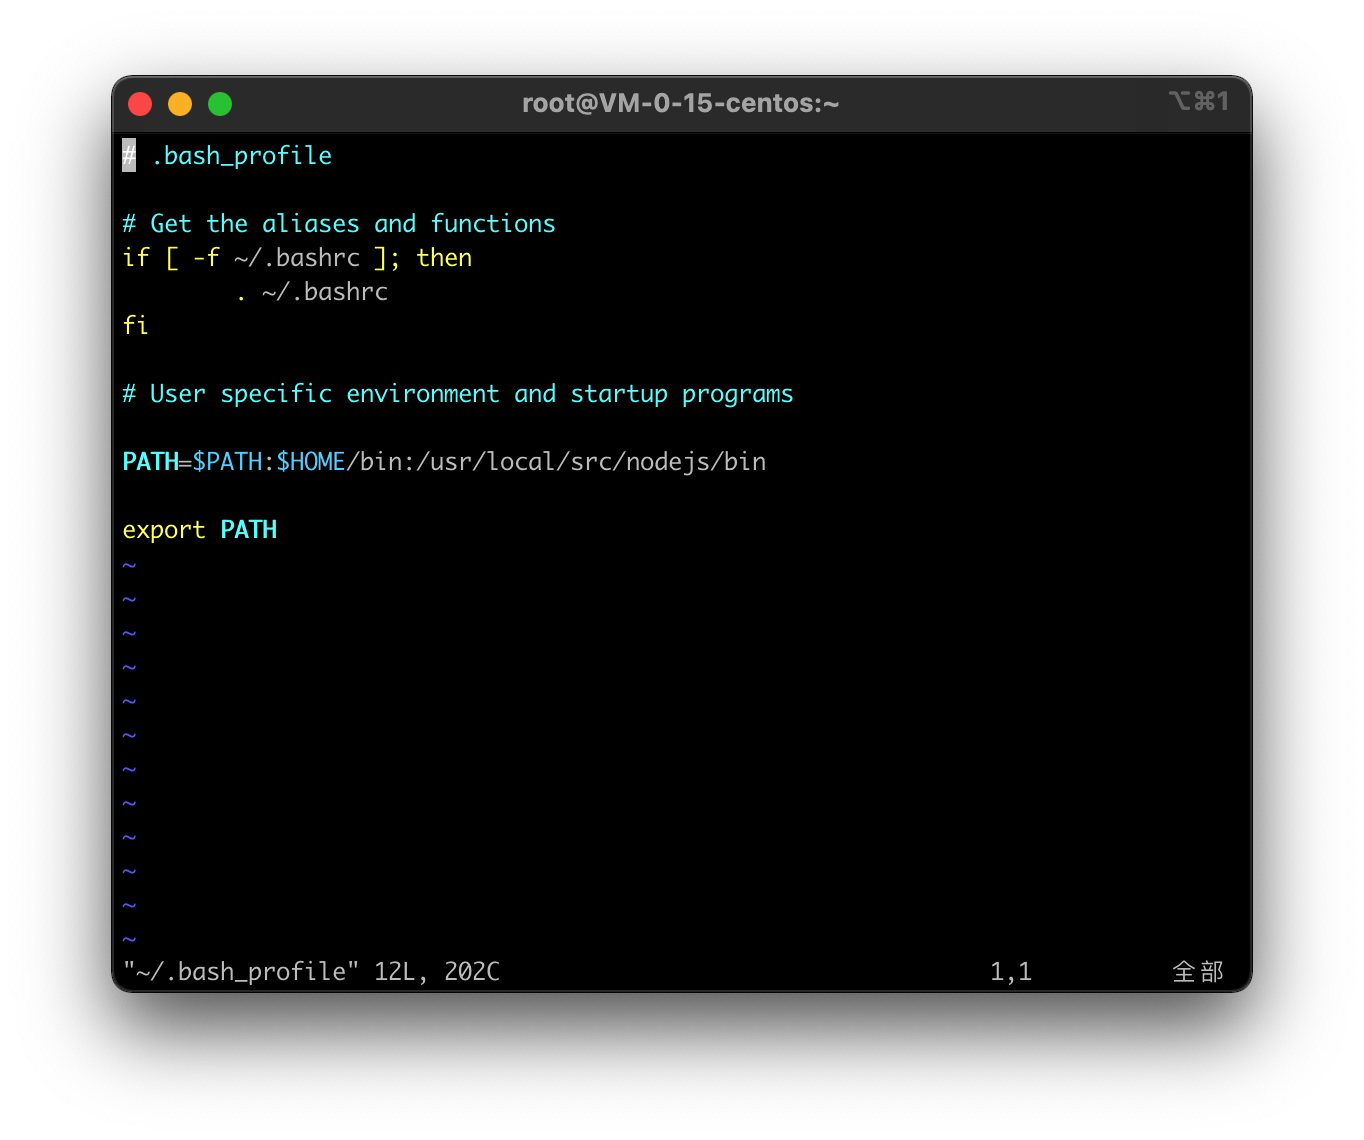 root@VM-0-15-centos:~ ⌥⌘1
# .bash_profile
# Get the aliases and functions
if [ -f ~/.bashrc ]; then
        . ~/.bashrc
fi
# User specific environment and startup programs
PATH=$PATH:$HOME/bin:/usr/local/src/nodejs/bin
export PATH
~
~
~
~
~
~
~
~
~
~
~
~
"~/.bash_profile" 12L, 202C 1,1 全部